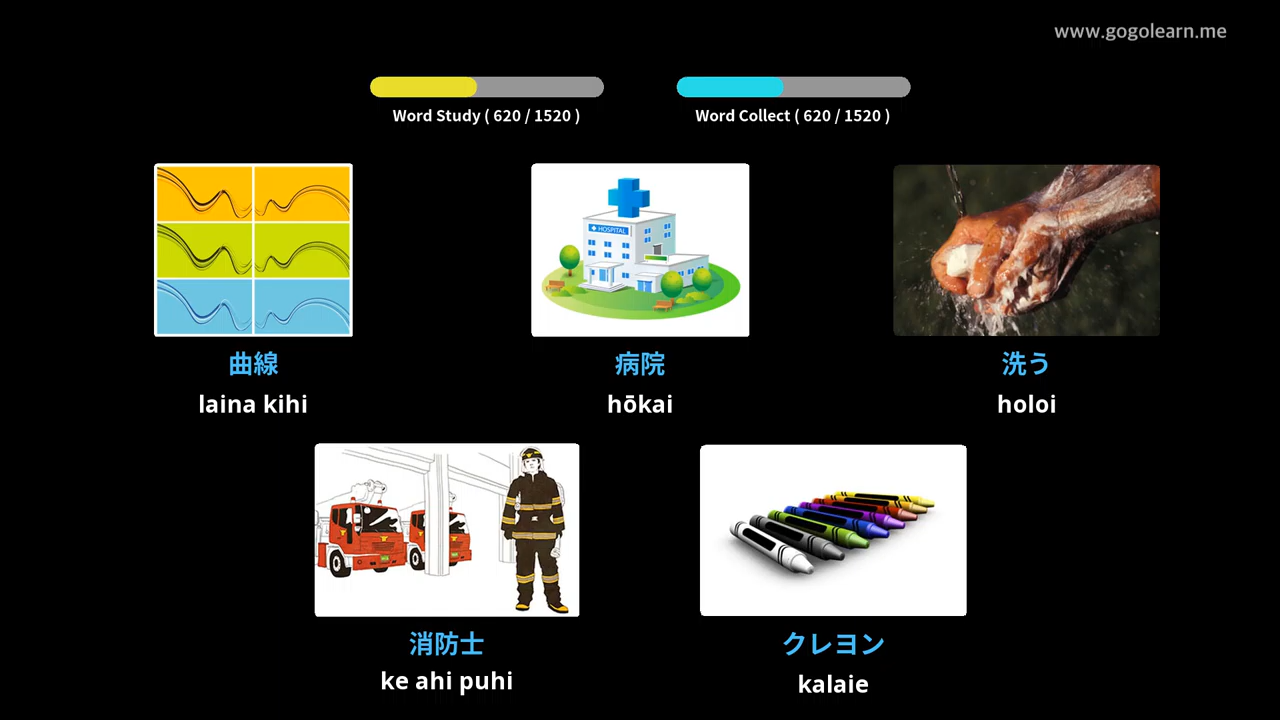 www.gogolearn.me
Word Study ( 620 / 1520 )
Word Collect ( 620 / 1520 )
HOSPITAL
曲線
laina kihi
病院
hōkai
洗う
holoi
消防士
ke ahi puhi
クレヨン
kalaie